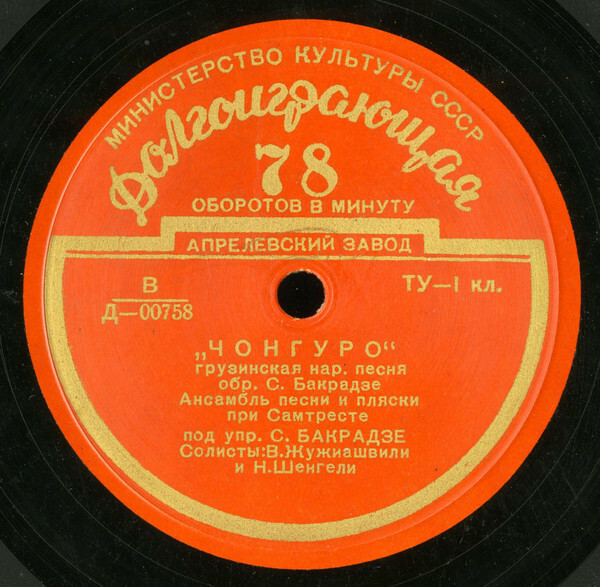 МИНИСТЕРСТВО КУЛЬТУРЫ СССР
Долгоиграющая
78
ОБОРОТОВ В МИНУТУ
АПРЕЛЕВСКИЙ ЗАВОД
В
Д—00758
ТУ—I кл.
„ЧОНГУРО“
грузинская нар. песня
обр. С. Бакрадзе
Ансамбль песни и пляски
при Самтресте
под упр. С. БАКРАДЗЕ
Солисты: В. Жужиашвили
и Н. Шенгели